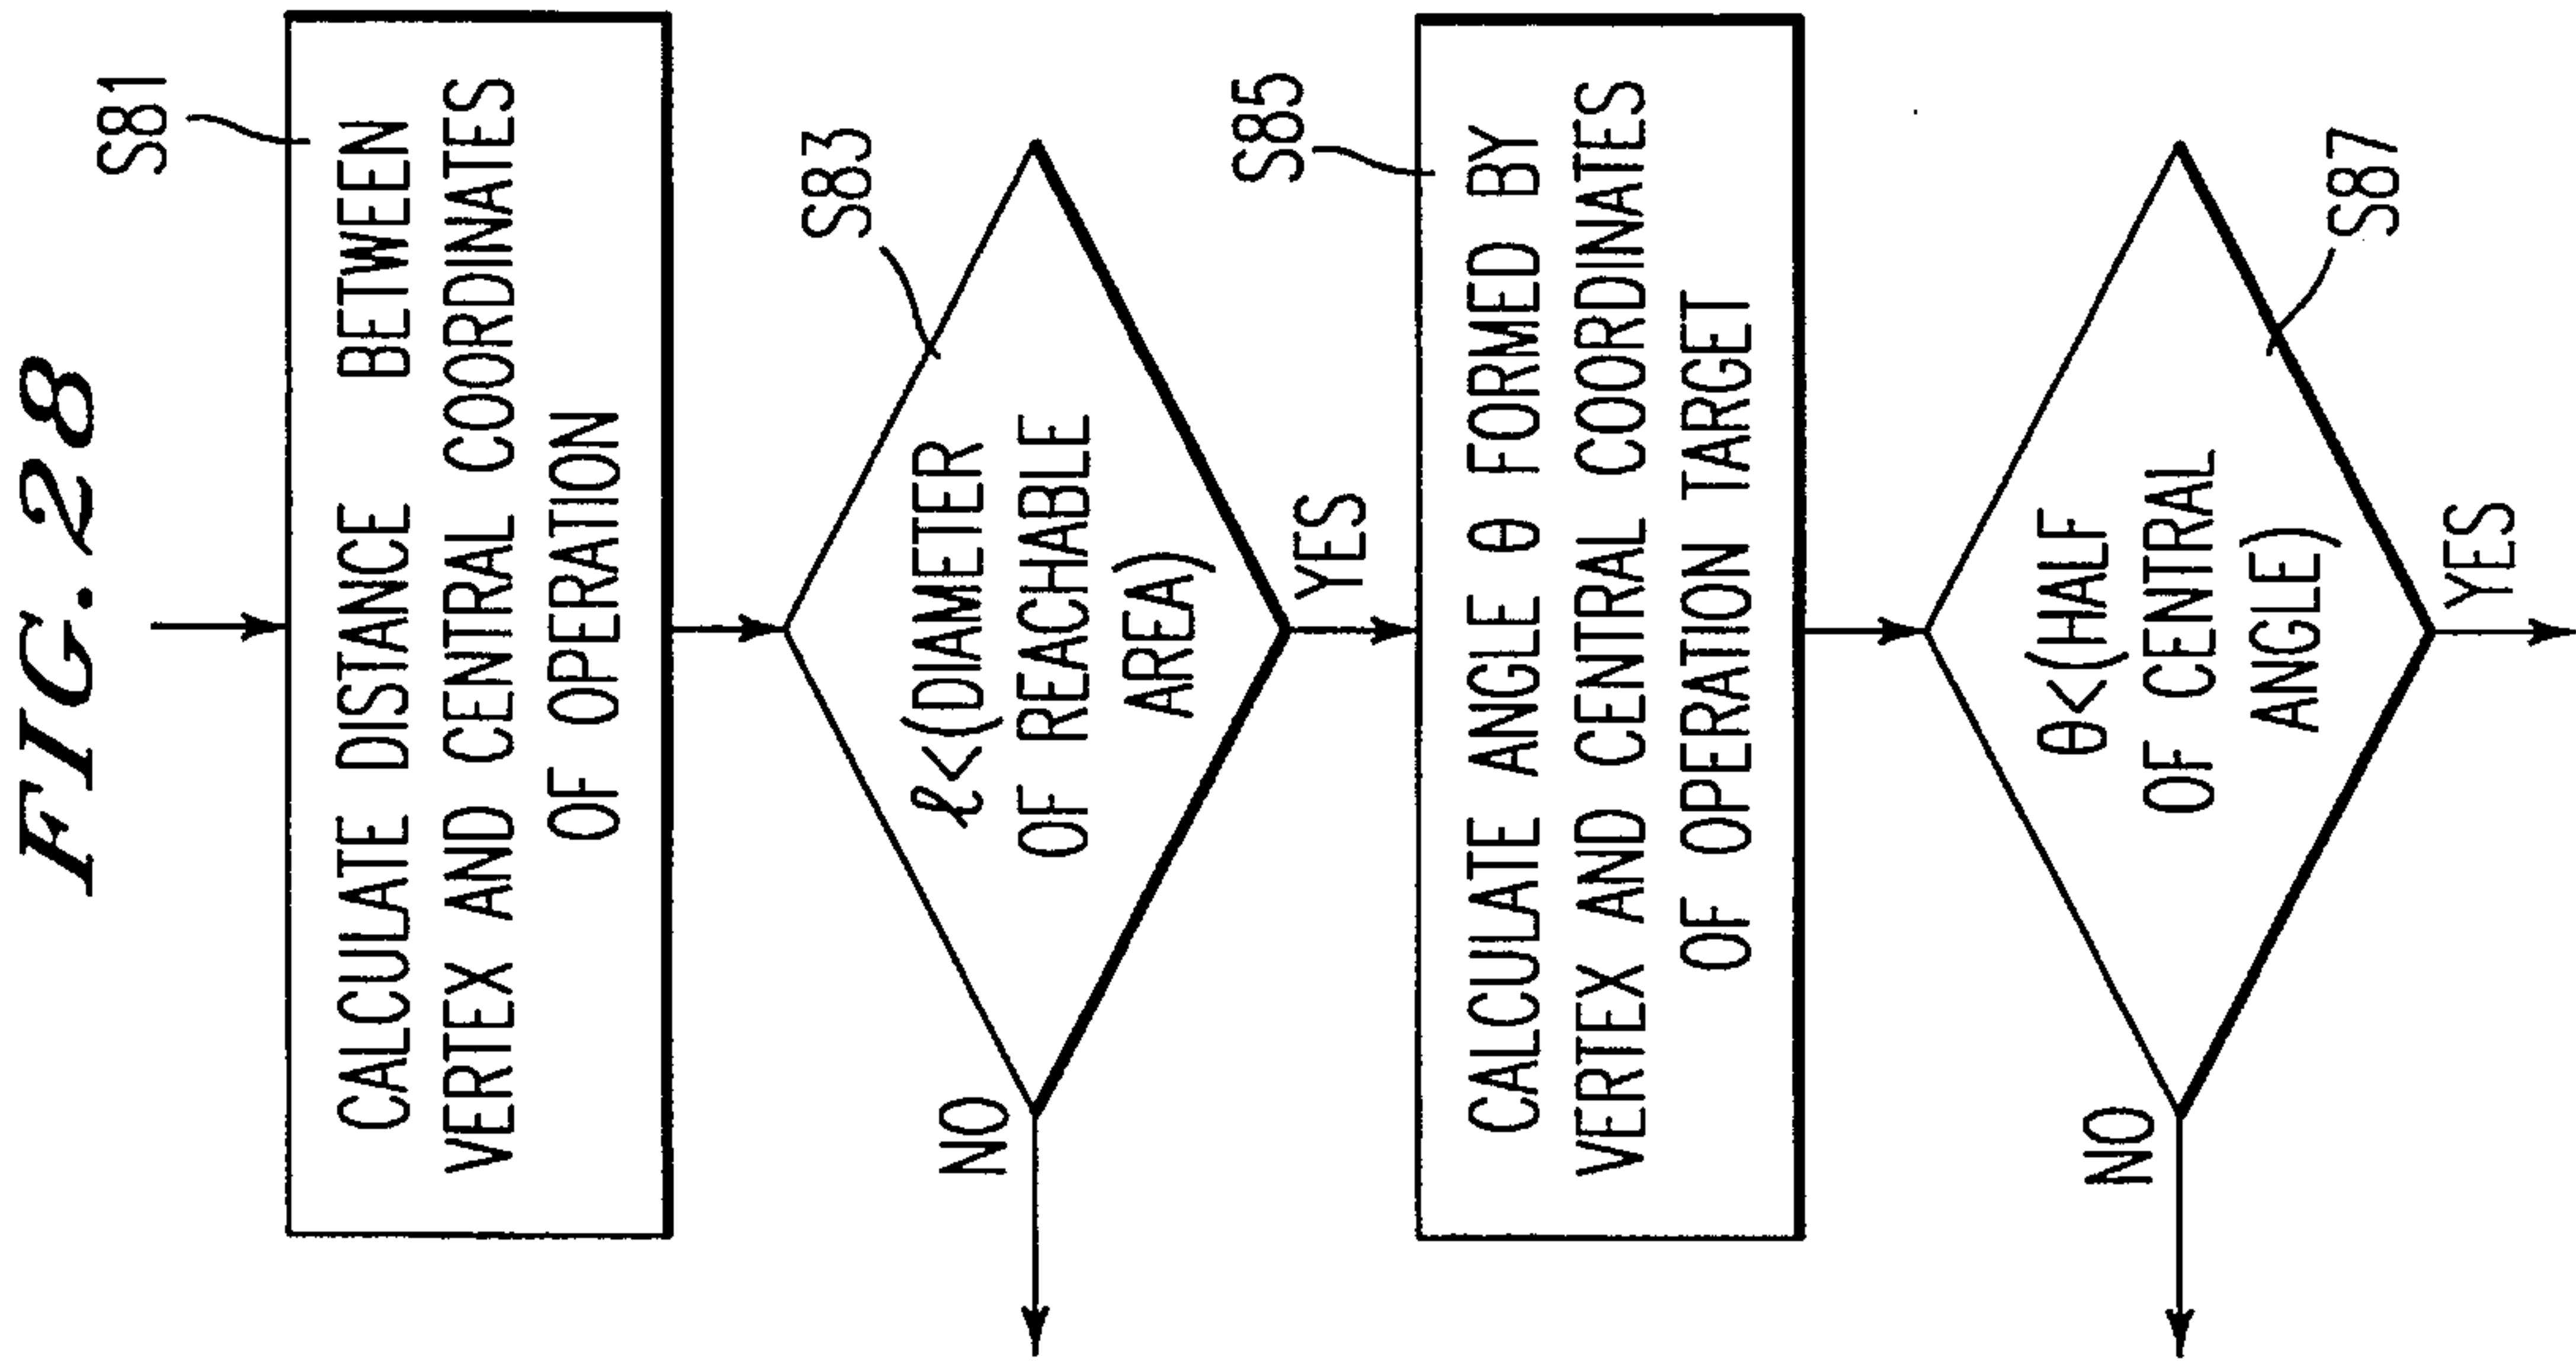 FIG.28
S81
CALCULATE DISTANCE BETWEEN
VERTEX AND CENTRAL COORDINATES
OF OPERATION
S83
ℓ<(DIAMETER
OF REACHABLE
AREA)
NO
YES
S85
CALCULATE ANGLE θ FORMED BY
VERTEX AND CENTRAL COORDINATES
OF OPERATION TARGET
θ<(HALF
OF CENTRAL
ANGLE)
S87
NO
YES